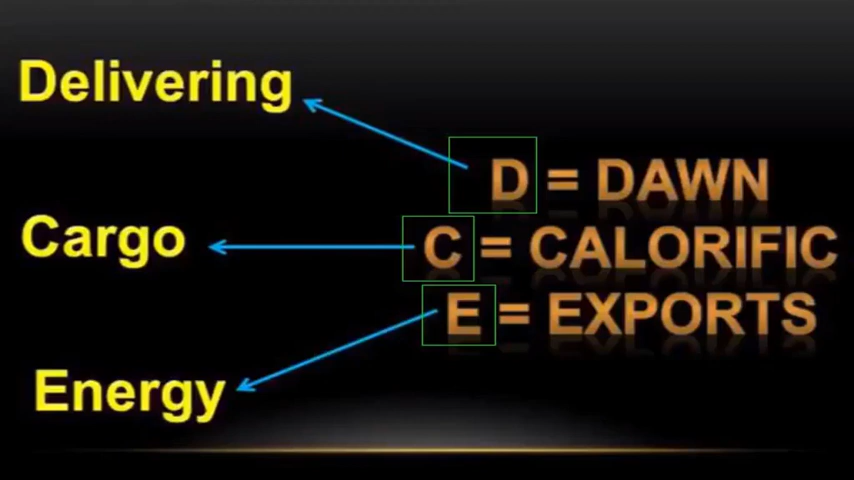 Delivering
D = DAWN
Cargo
C = CALORIFIC
E = EXPORTS
Energy